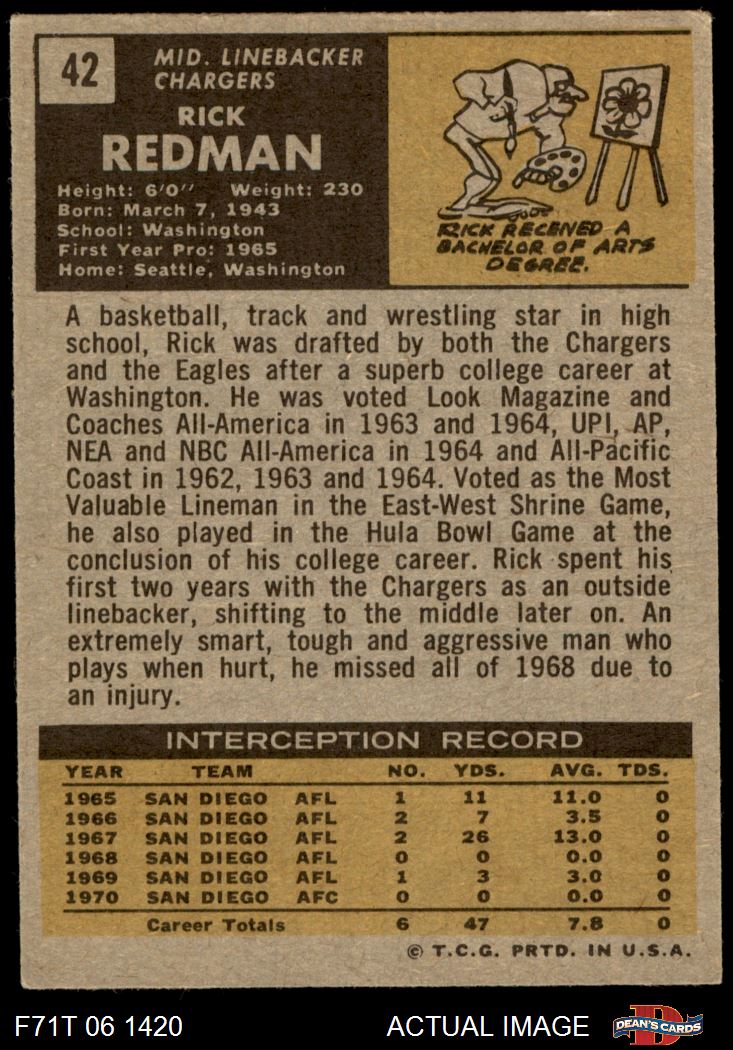 42
MID. LINEBACKER
CHARGERS
RICK
REDMAN
Height: 6'0" Weight: 230
Born: March 7, 1943
School: Washington
First Year Pro: 1965
Home: Seattle, Washington
RICK RECEIVED A
BACHELOR OF ARTS
DEGREE.
A basketball, track and wrestling star in high
school, Rick was drafted by both the Chargers
and the Eagles after a superb college career at
Washington. He was voted Look Magazine and
Coaches All-America in 1963 and 1964, UPI, AP,
NEA and NBC All-America in 1964 and All-Pacific
Coast in 1962, 1963 and 1964. Voted as the Most
Valuable Lineman in the East-West Shrine Game,
he also played in the Hula Bowl Game at the
conclusion of his college career. Rick spent his
first two years with the Chargers as an outside
linebacker, shifting to the middle later on. An
extremely smart, tough and aggressive man who
plays when hurt, he missed all of 1968 due to
an injury.
INTERCEPTION RECORD
YEAR TEAM NO. YDS. AVG. TDS.
1965 SAN DIEGO AFL 1 11 11.0 0
1966 SAN DIEGO AFL 2 7 3.5 0
1967 SAN DIEGO AFL 2 26 13.0 0
1968 SAN DIEGO AFL 0 0 0.0 0
1969 SAN DIEGO AFL 1 3 3.0 0
1970 SAN DIEGO AFC 0 0 0.0 0
Career Totals 6 47 7.8 0
© T.C.G. PRTD. IN U.S.A.
F71T 06 1420 ACTUAL IMAGE D DEAN'S CARDS